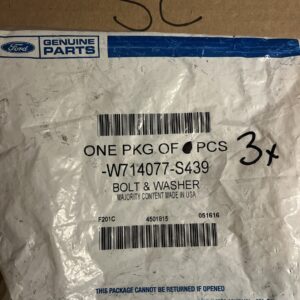 SC
Ford
GENUINE
PARTS
ONE PKG OF PCS
3x
-W714077-S439
BOLT & WASHER
MAJORITY CONTENT MADE IN USA
F201C 4501815 051616
THIS PACKAGE CANNOT BE RETURNED IF OPENED